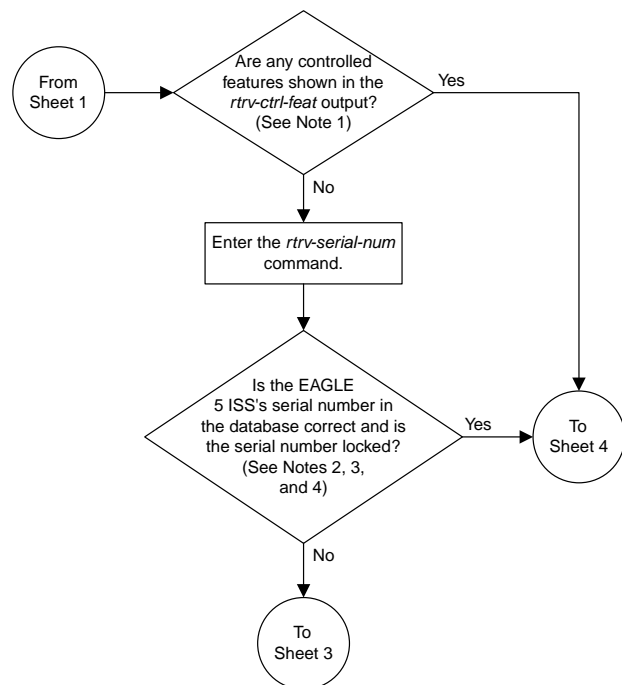 From
Sheet 1
Are any controlled
features shown in the
rtrv-ctrl-feat output?
(See Note 1)
Yes
No
Enter the rtrv-serial-num
command.
Is the EAGLE
5 ISS's serial number in
the database correct and is
the serial number locked?
(See Notes 2, 3,
and 4)
Yes
To
Sheet 4
No
To
Sheet 3